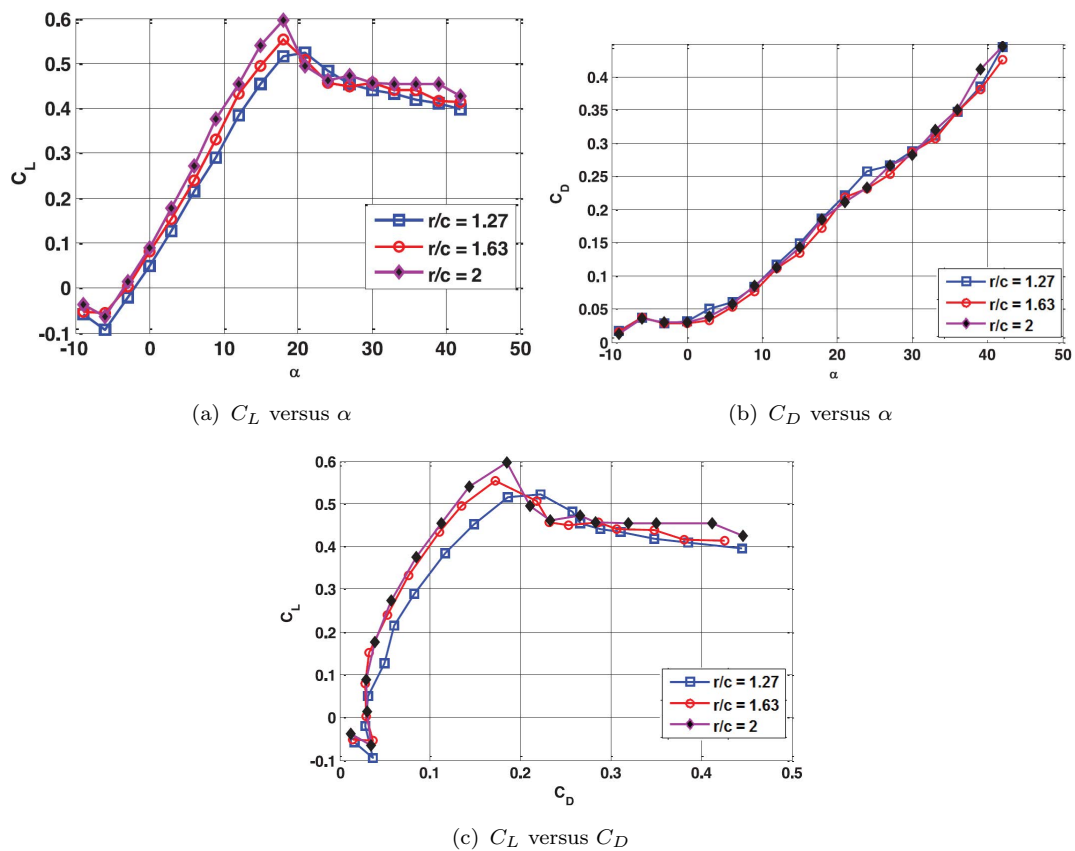 0.6
0.5
0.4
0.3
0.2
0.1
0
-0.1
C_L
-10 0 10 20 30 40 50
α
r/c = 1.27
r/c = 1.63
r/c = 2
(a) C_L versus α
0.4
0.35
0.3
0.25
0.2
0.15
0.1
0.05
0
C_D
-10 0 10 20 30 40 50
α
r/c = 1.27
r/c = 1.63
r/c = 2
(b) C_D versus α
0.6
0.5
0.4
0.3
0.2
0.1
0
-0.1
C_L
0 0.1 0.2 0.3 0.4 0.5
C_D
r/c = 1.27
r/c = 1.63
r/c = 2
(c) C_L versus C_D